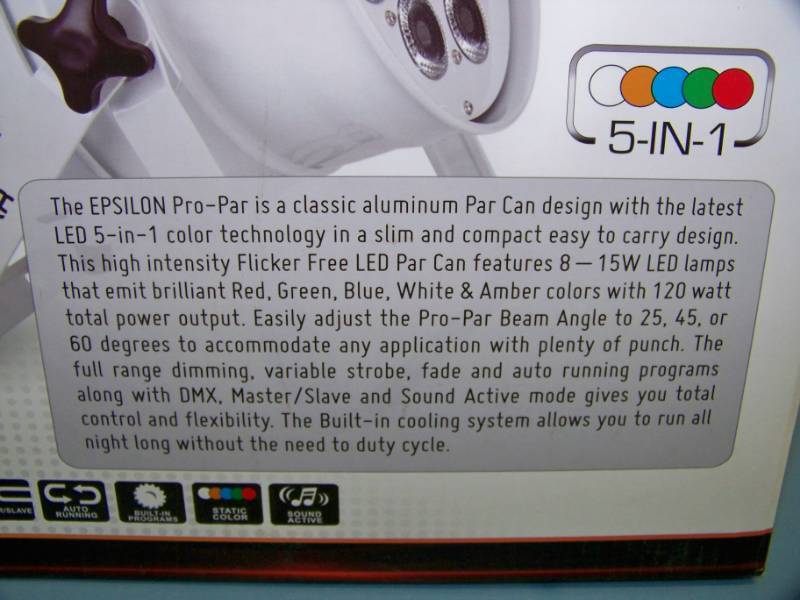 5-IN-1
The EPSILON Pro-Par is a classic aluminum Par Can design with the latest
LED 5-in-1 color technology in a slim and compact easy to carry design.
This high intensity Flicker Free LED Par Can features 8 – 15W LED lamps
that emit brilliant Red, Green, Blue, White & Amber colors with 120 watt
total power output. Easily adjust the Pro-Par Beam Angle to 25, 45, or
60 degrees to accommodate any application with plenty of punch. The
full range dimming, variable strobe, fade and auto running programs
along with DMX, Master/Slave and Sound Active mode gives you total
control and flexibility. The Built-in cooling system allows you to run all
night long without the need to duty cycle.
R/SLAVE
AUTO
RUNNING
BUILT-IN
PROGRAMS
STATIC
COLOR
SOUND
ACTIVE